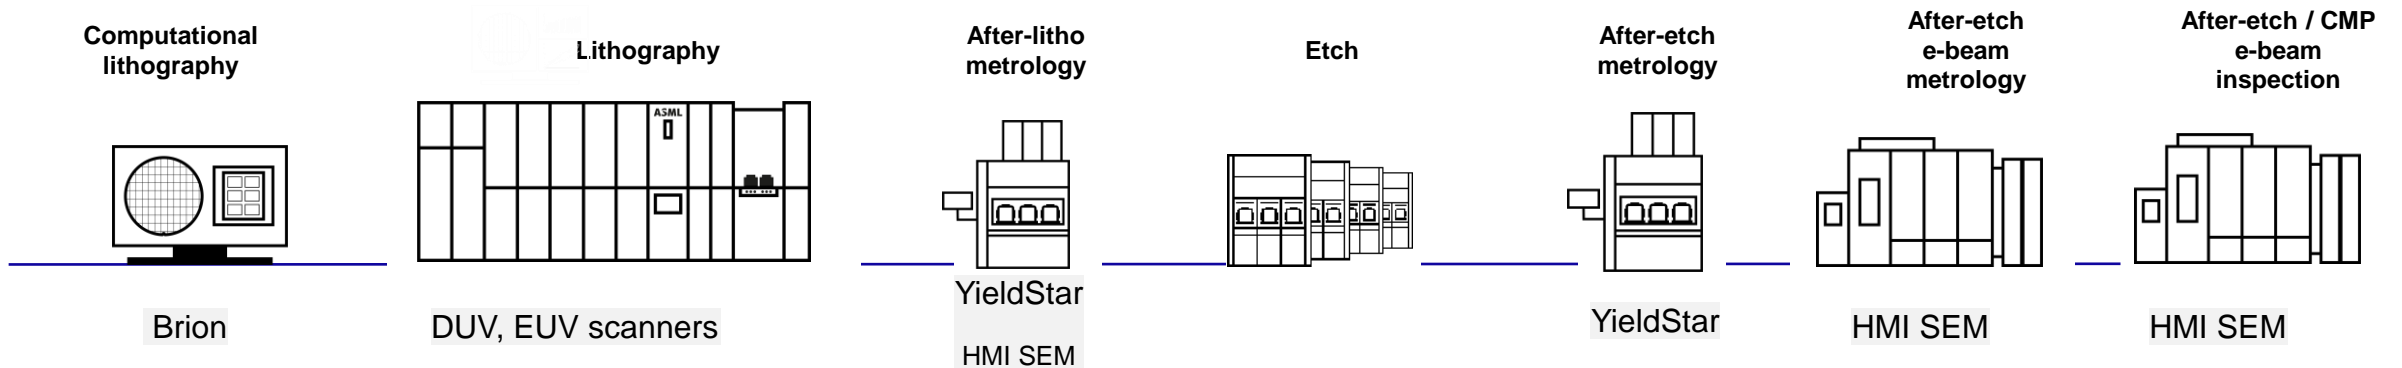 Computational
lithography
Lithography
After-litho
metrology
Etch
After-etch
metrology
After-etch
e-beam
metrology
After-etch / CMP
e-beam
inspection
ASML
YieldStar
HMI SEM
Brion
DUV, EUV scanners
YieldStar
HMI SEM
HMI SEM